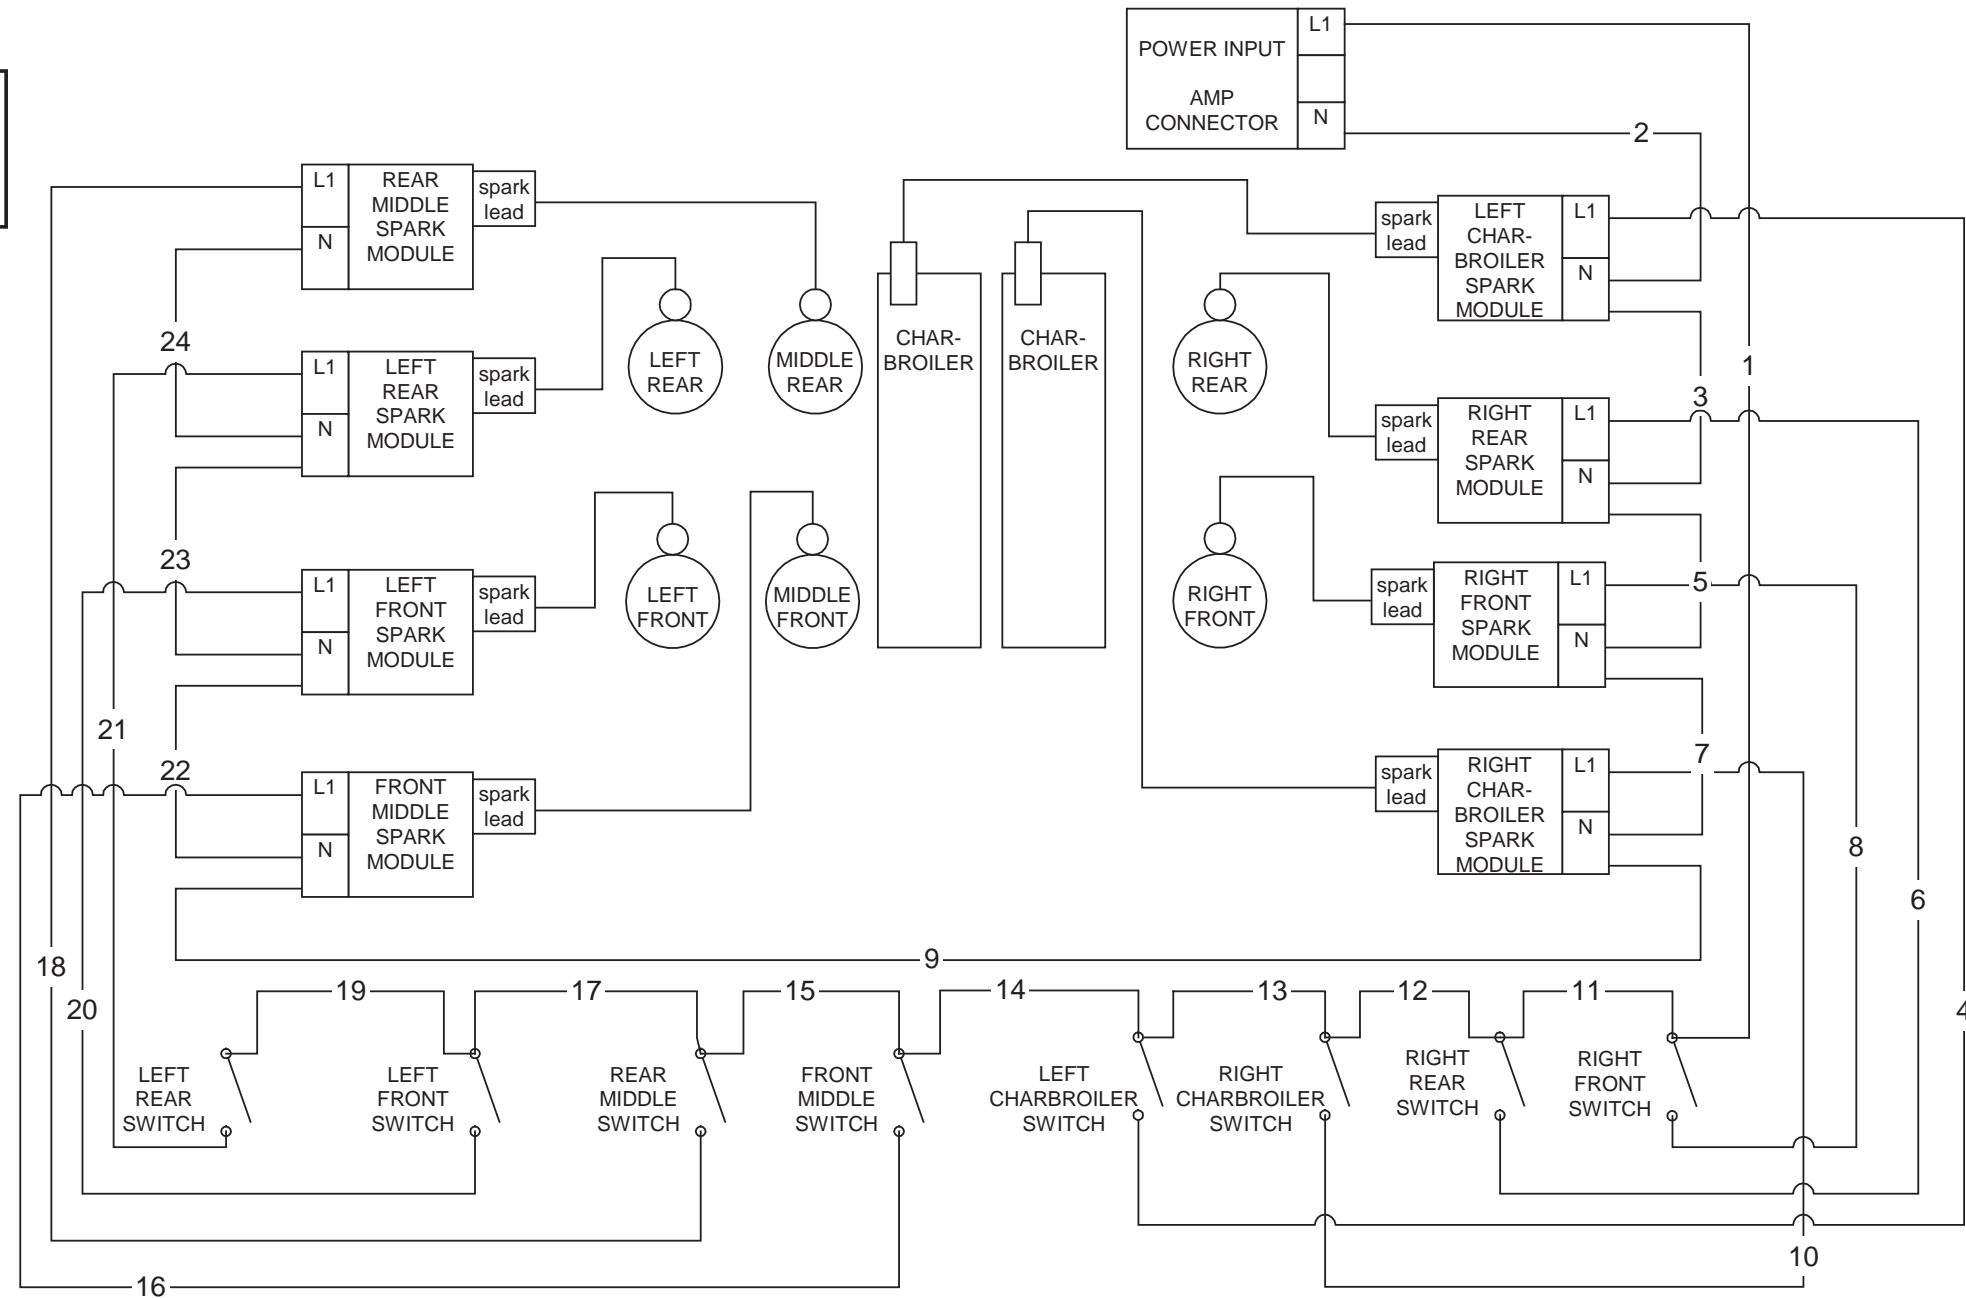 L1
POWER INPUT
AMP
CONNECTOR
N
2
L1
REAR
MIDDLE
SPARK
MODULE
N
spark
lead
spark
lead
LEFT
CHAR-
BROILER
SPARK
MODULE
L1
N
24
L1
LEFT
REAR
SPARK
MODULE
N
spark
lead
LEFT
REAR
MIDDLE
REAR
CHAR-
BROILER
CHAR-
BROILER
RIGHT
REAR
1
3
spark
lead
RIGHT
REAR
SPARK
MODULE
L1
N
23
L1
LEFT
FRONT
SPARK
MODULE
N
spark
lead
LEFT
FRONT
MIDDLE
FRONT
RIGHT
FRONT
spark
lead
RIGHT
FRONT
SPARK
MODULE
L1
N
5
21
22
L1
FRONT
MIDDLE
SPARK
MODULE
N
spark
lead
spark
lead
RIGHT
CHAR-
BROILER
SPARK
MODULE
L1
N
7
8
6
9
18
20
19
17
15
14
13
12
11
4
LEFT
REAR
SWITCH
LEFT
FRONT
SWITCH
REAR
MIDDLE
SWITCH
FRONT
MIDDLE
SWITCH
LEFT
CHARBROILER
SWITCH
RIGHT
CHARBROILER
SWITCH
RIGHT
REAR
SWITCH
RIGHT
FRONT
SWITCH
10
16